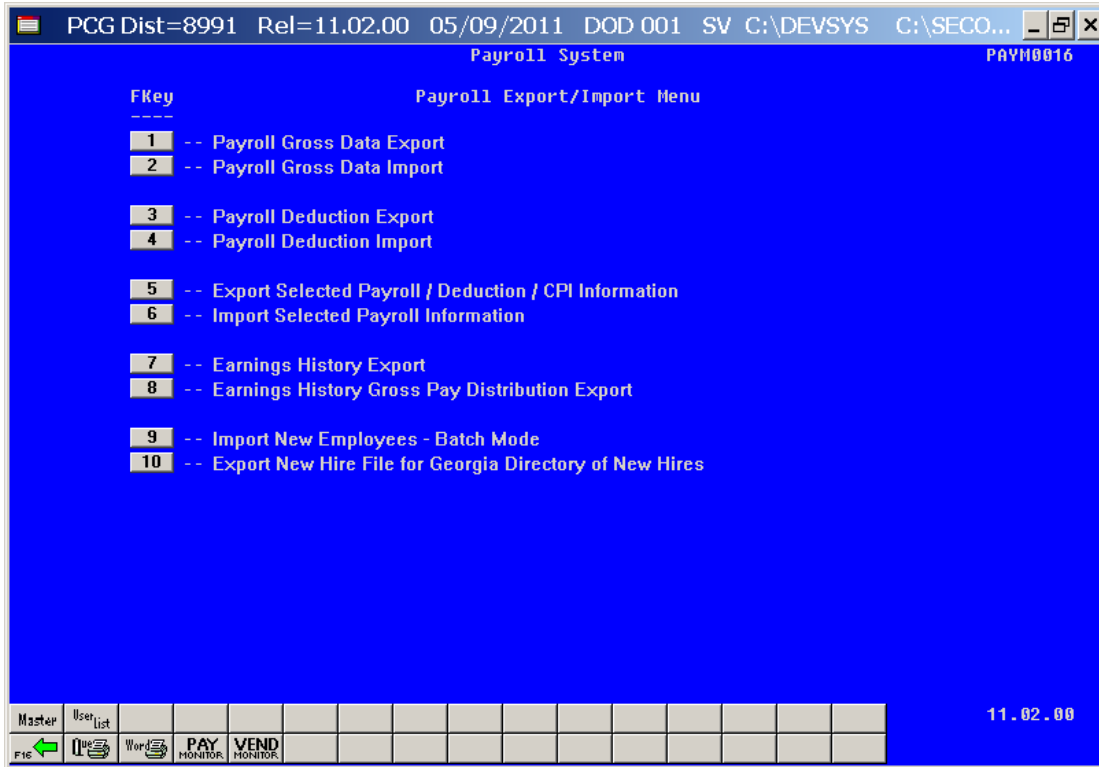 PCG Dist=8991 Rel=11.02.00 05/09/2011 DOD 001 SV C:\DEVSYS C:\SECO...
Payroll System PAYM0016
FKey Payroll Export/Import Menu
----
1 -- Payroll Gross Data Export
2 -- Payroll Gross Data Import
3 -- Payroll Deduction Export
4 -- Payroll Deduction Import
5 -- Export Selected Payroll / Deduction / CPI Information
6 -- Import Selected Payroll Information
7 -- Earnings History Export
8 -- Earnings History Gross Pay Distribution Export
9 -- Import New Employees - Batch Mode
10 -- Export New Hire File for Georgia Directory of New Hires
Master User List 11.02.00
F16 Que Word PAY MONITOR VEND MONITOR